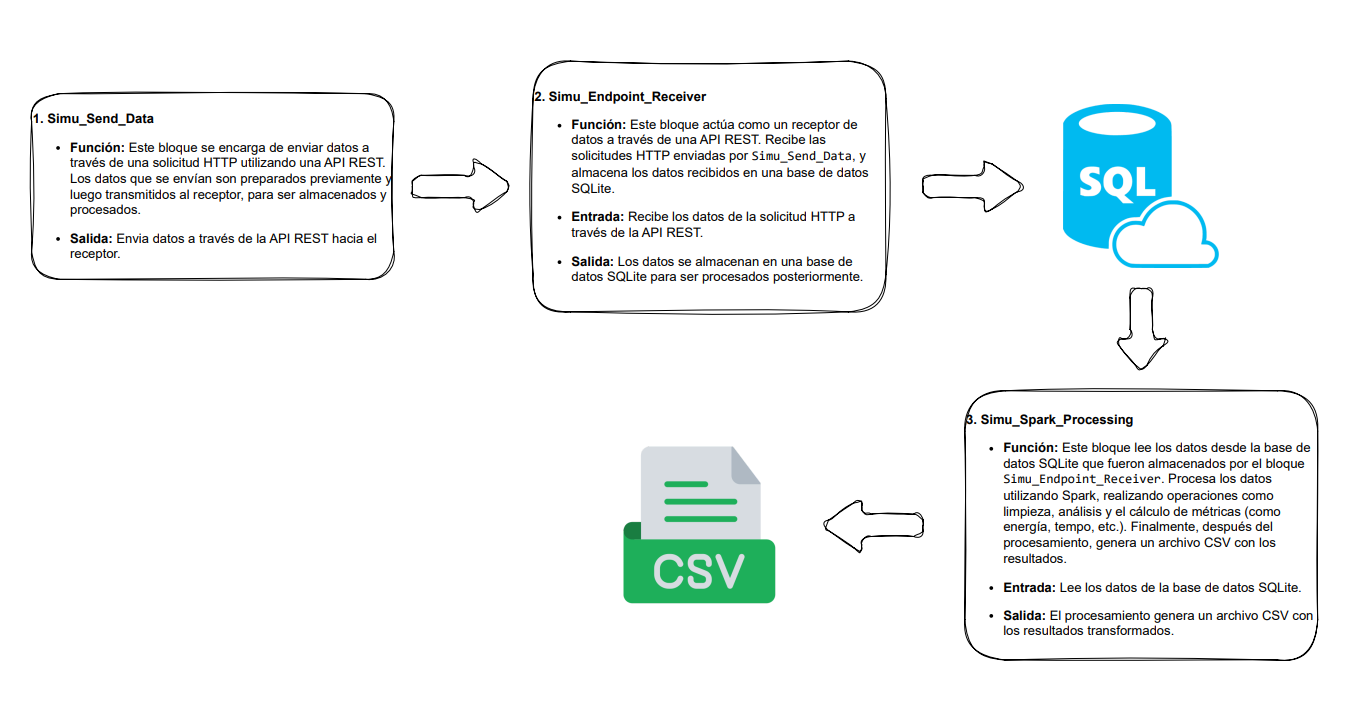 1. Simu_Send_Data
• Función: Este bloque se encarga de enviar datos a
través de una solicitud HTTP utilizando una API REST.
Los datos que se envían son preparados previamente y
luego transmitidos al receptor, para ser almacenados y
procesados.
• Salida: Envia datos a través de la API REST hacia el
receptor.
2. Simu_Endpoint_Receiver
• Función: Este bloque actúa como un receptor de
datos a través de una API REST. Recibe las
solicitudes HTTP enviadas por Simu_Send_Data, y
almacena los datos recibidos en una base de datos
SQLite.
• Entrada: Recibe los datos de la solicitud HTTP a
través de la API REST.
• Salida: Los datos se almacenan en una base de
datos SQLite para ser procesados posteriormente.
SQL
3. Simu_Spark_Processing
• Función: Este bloque lee los datos desde la base de
datos SQLite que fueron almacenados por el bloque
Simu_Endpoint_Receiver. Procesa los datos
utilizando Spark, realizando operaciones como
limpieza, análisis y el cálculo de métricas (como
energía, tempo, etc.). Finalmente, después del
procesamiento, genera un archivo CSV con los
resultados.
• Entrada: Lee los datos de la base de datos SQLite.
• Salida: El procesamiento genera un archivo CSV con
los resultados transformados.
CSV